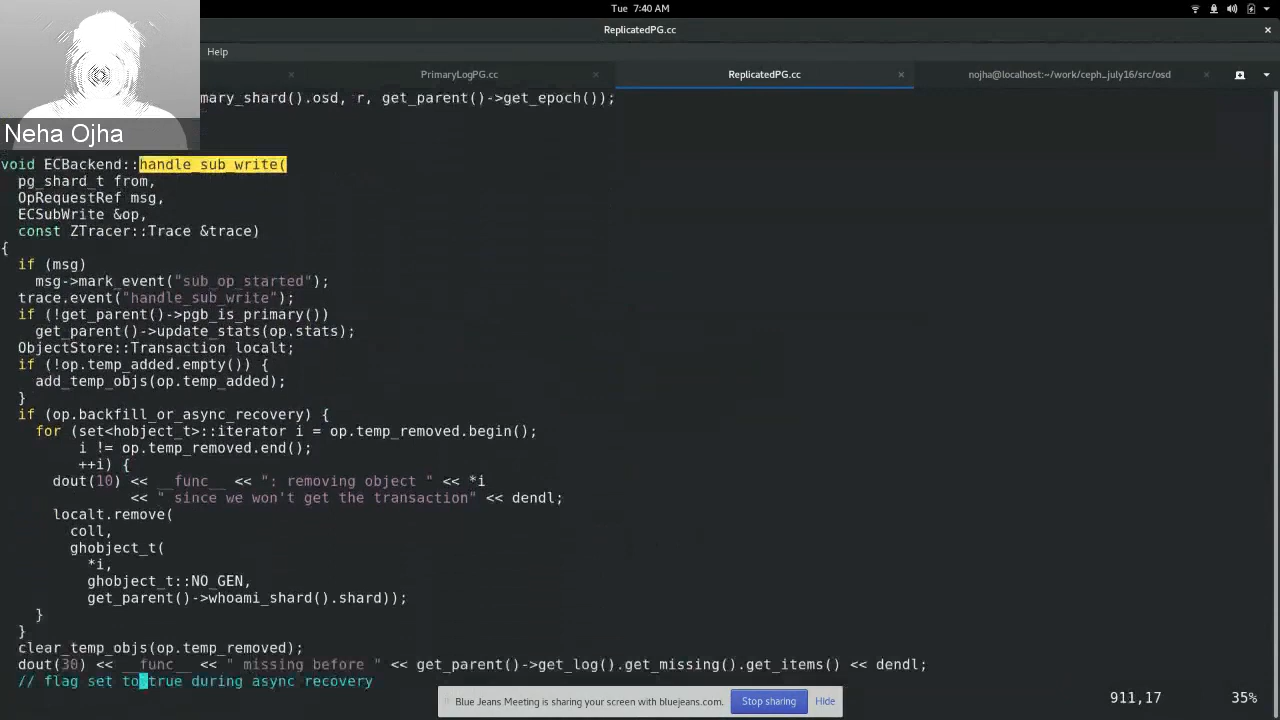 Tue 7:40 AM
ReplicatedPG.cc
Help
PrimaryLogPG.cc
ReplicatedPG.cc
nojha@localhost:~/work/ceph_july16/src/osd
mary_shard().osd, r, get_parent()->get_epoch());
Neha Ojha
void ECBackend::handle_sub_write(
pg_shard_t from,
OpRequestRef msg,
ECSubWrite &op,
const ZTracer::Trace &trace)
{
if (msg)
msg->mark_event("sub_op_started");
trace.event("handle_sub_write");
if (!get_parent()->pgb_is_primary())
get_parent()->update_stats(op.stats);
ObjectStore::Transaction localt;
if (!op.temp_added.empty()) {
add_temp_objs(op.temp_added);
}
if (op.backfill_or_async_recovery) {
for (set<hobject_t>::iterator i = op.temp_removed.begin();
i != op.temp_removed.end();
++i) {
dout(10) << __func__ << ": removing object " << *i
<< " since we won't get the transaction" << dendl;
localt.remove(
coll,
ghobject_t(
*i,
ghobject_t::NO_GEN,
get_parent()->whoami_shard().shard));
}
}
clear_temp_objs(op.temp_removed);
dout(30) << __func__ << " missing before " << get_parent()->get_log().get_missing().get_items() << dendl;
// flag set to true during async recovery
Blue Jeans Meeting is sharing your screen with bluejeans.com.
Stop sharing
Hide
911,17
35%